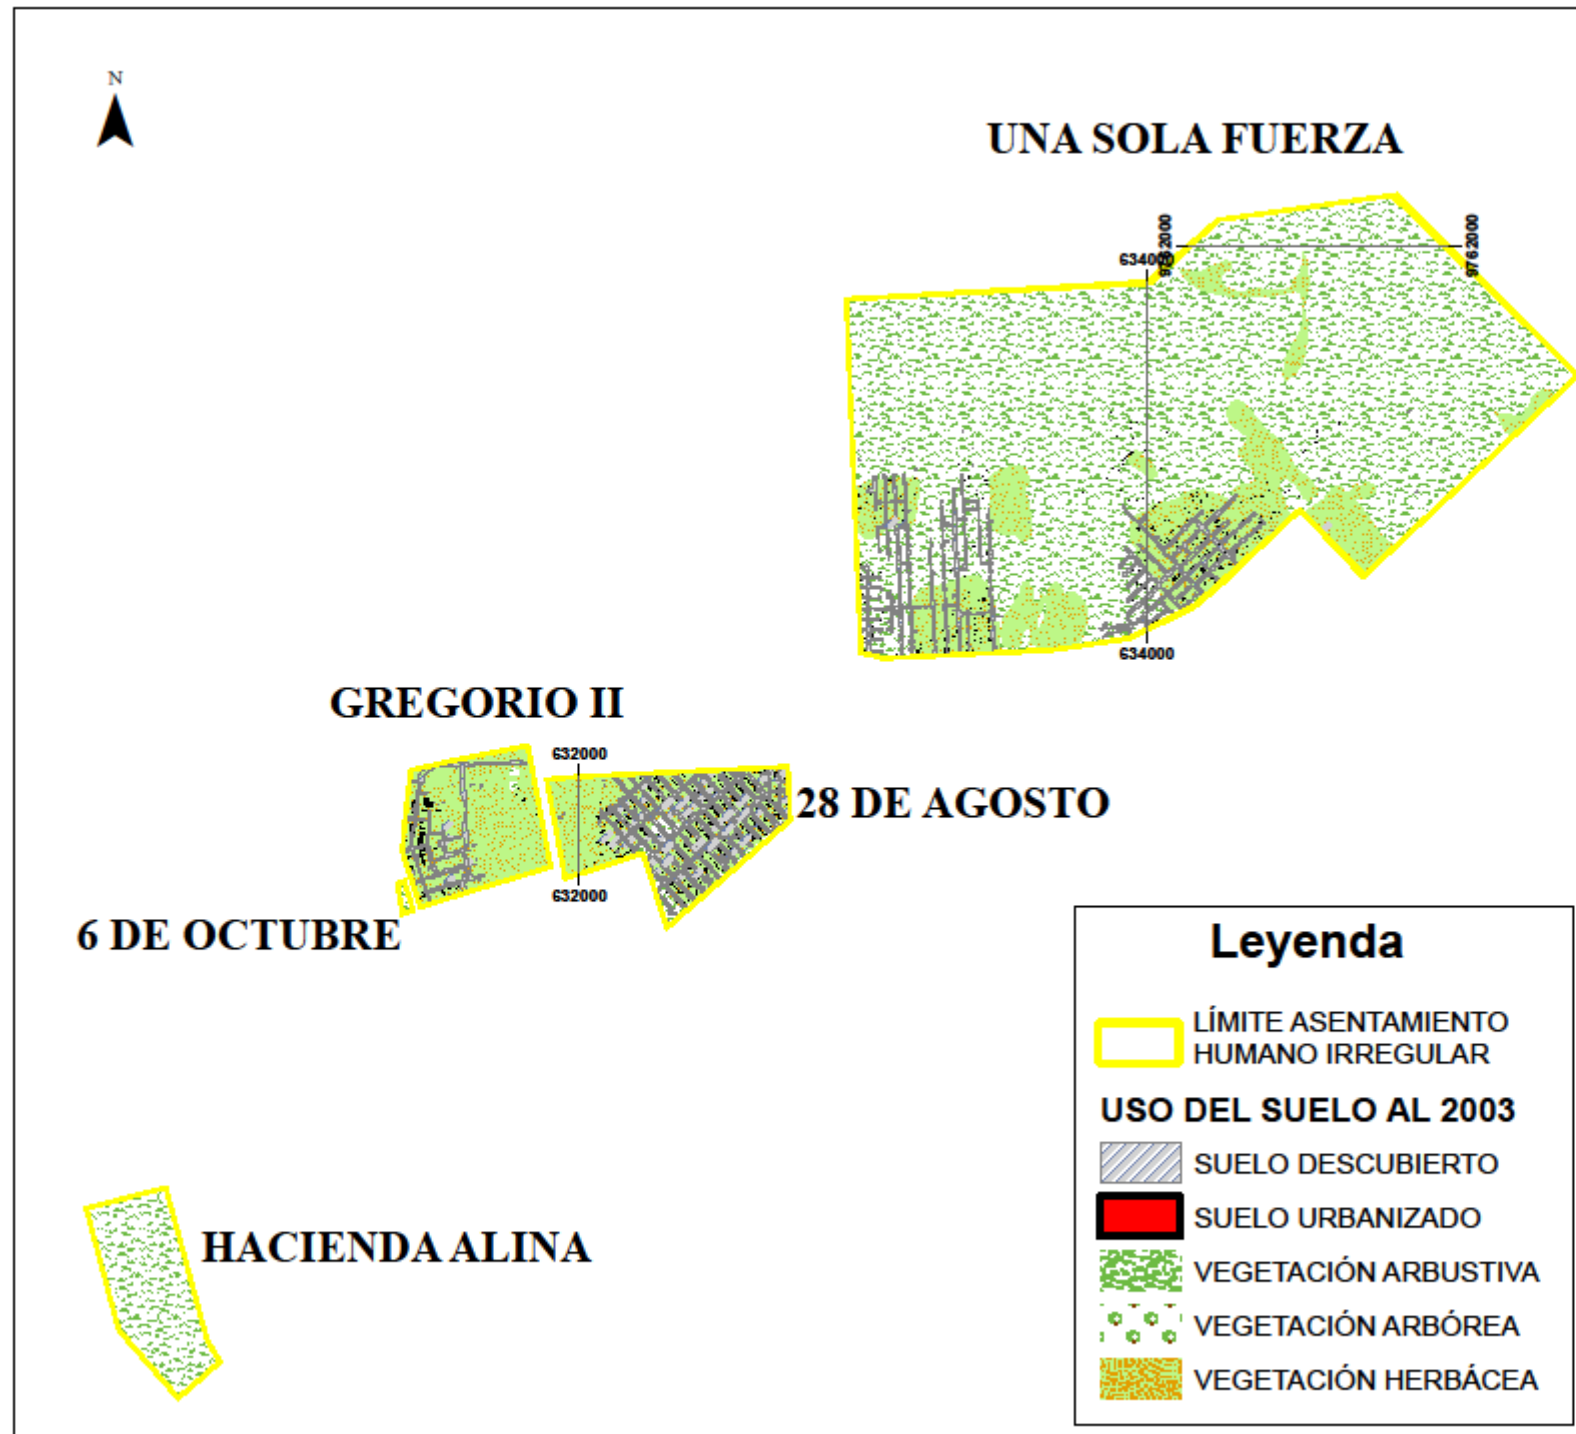 N
UNA SOLA FUERZA
9762000
9762000
634000
634000
GREGORIO II
632000
28 DE AGOSTO
632000
6 DE OCTUBRE
HACIENDA ALINA
Leyenda
LÍMITE ASENTAMIENTO
HUMANO IRREGULAR
USO DEL SUELO AL 2003
SUELO DESCUBIERTO
SUELO URBANIZADO
VEGETACIÓN ARBUSTIVA
VEGETACIÓN ARBÓREA
VEGETACIÓN HERBÁCEA